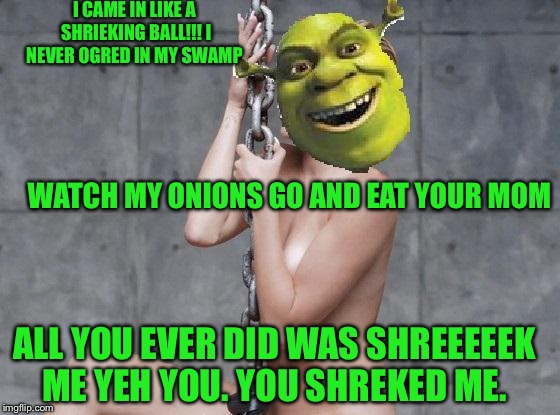 I CAME IN LIKE A
SHRIEKING BALL!!! I
NEVER OGRED IN MY SWAMP
WATCH MY ONIONS GO AND EAT YOUR MOM
ALL YOU EVER DID WAS SHREEEEEK
ME YEH YOU. YOU SHREKED ME.
imgflip.com